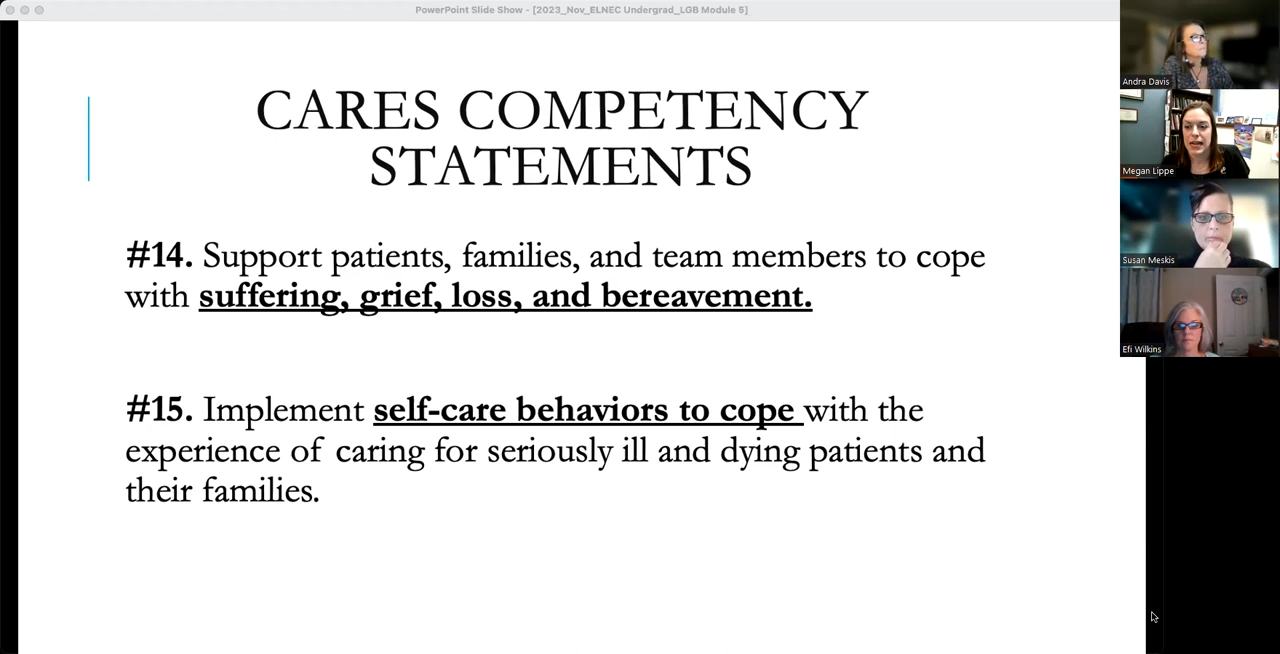 PowerPoint Slide Show - [2023_Nov_ELNEC Undergrad_LGB Module 5]
CARES COMPETENCY
STATEMENTS
#14. Support patients, families, and team members to cope
with suffering, grief, loss, and bereavement.
#15. Implement self-care behaviors to cope with the
experience of caring for seriously ill and dying patients and
their families.
Andra Davis
Megan Lippe
Susan Meskis
Efi Wilkins